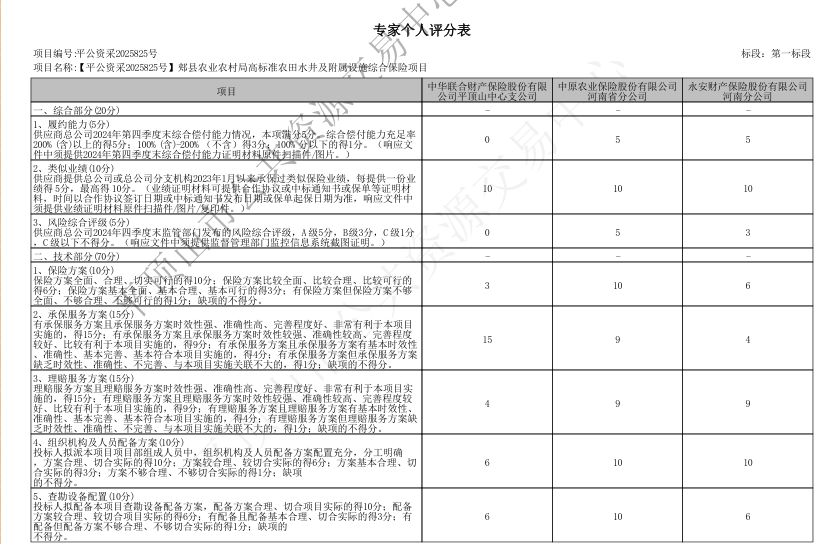 专家个人评分表
项目编号:平公资采2025825号 标段：第一标段
项目名称:【平公资采2025825号】郏县农业农村局高标准农田水井及附属设施综合保险项目
项目 中华联合财产保险股份有限公司平顶山中心支公司 中原农业保险股份有限公司河南省分公司 永安财产保险股份有限公司河南分公司
一、综合部分(20分) – – –
1、履约能力(5分)
供应商总公司2024年第四季度末综合偿付能力情况，本项满分5分。综合偿付能力充足率
200%(含)以上的得5分；100%(含)-200%（不含）得3分；100%分以下的得1分。（响应文
件中须提供2024年第四季度末综合偿付能力证明材料原件扫描件/图片。）
0 5 5
2、类似业绩(10分)
供应商提供总公司或总公司分支机构2023年1月以来承保过类似保险业绩，每提供一份业
绩得5分，最高得10分。（业绩证明材料可提供合作协议或中标通知书或保单等证明材
料，时间以合作协议签订日期或中标通知书发布日期或保单起保日期为准，响应文件中
须提供业绩证明材料原件扫描件/图片/复印件。）
10 10 10
3、风险综合评级(5分)
供应商总公司2024年四季度末监管部门发布的风险综合评级，A级5分，B级3分，C级1分
，C级以下不得分。（响应文件中须提供监督管理部门监控信息系统截图证明。）
0 5 3
二、技术部分(70分) – – –
1、保险方案(10分)
保险方案全面、合理、切实可行的得10分；保险方案比较全面、比较合理、比较可行的
得6分；保险方案基本全面、基本合理、基本可行的得3分；有保险方案但保险方案不够
全面、不够合理、不够可行的得1分；缺项的不得分。
3 10 6
2、承保服务方案(15分)
有承保服务方案且承保服务方案时效性强、准确性高、完善程度好、非常有利于本项目
实施的，得15分；有承保服务方案且承保服务方案时效性较强、准确性较高、完善程度
较好、比较有利于本项目实施的，得9分；有承保服务方案且承保服务方案有基本时效性
、准确性、基本完善、基本符合本项目实施的，得4分；有承保服务方案但承保服务方案
缺乏时效性、准确性、不完善、与本项目实施关联不大的，得1分；缺项的不得分。
15 9 4
3、理赔服务方案(15分)
理赔服务方案且理赔服务方案时效性强、准确性高、完善程度好、非常有利于本项目实
施的，得15分；有理赔服务方案且理赔服务方案时效性较强、准确性较高、完善程度较
好、比较有利于本项目实施的，得9分；有理赔服务方案且理赔服务方案有基本时效性、
准确性、基本完善、基本符合本项目实施的，得4分；有理赔服务方案但理赔服务方案缺
乏时效性、准确性、不完善、与本项目实施关联不大的，得1分；缺项的不得分。
4 9 9
4、组织机构及人员配备方案(10分)
投标人拟派本项目项目部组成人员中，组织机构及人员配备方案配置充分，分工明确
，方案合理、切合实际的得10分；方案较合理、较切合实际的得6分；方案基本合理、切
合实际的得3分；方案不够合理、不够切合实际的得1分；缺项
的不得分。
6 10 10
5、查勘设备配置(10分)
投标人拟配备本项目查勘设备配备方案，配备方案合理、切合项目实际的得10分；配备
方案较合理、较切合项目实际的得6分；有配备且配备基本合理、切合实际的得3分；有
配备但配备方案不够合理、不够切合实际的得1分；缺项的
不得分。
6 10 6